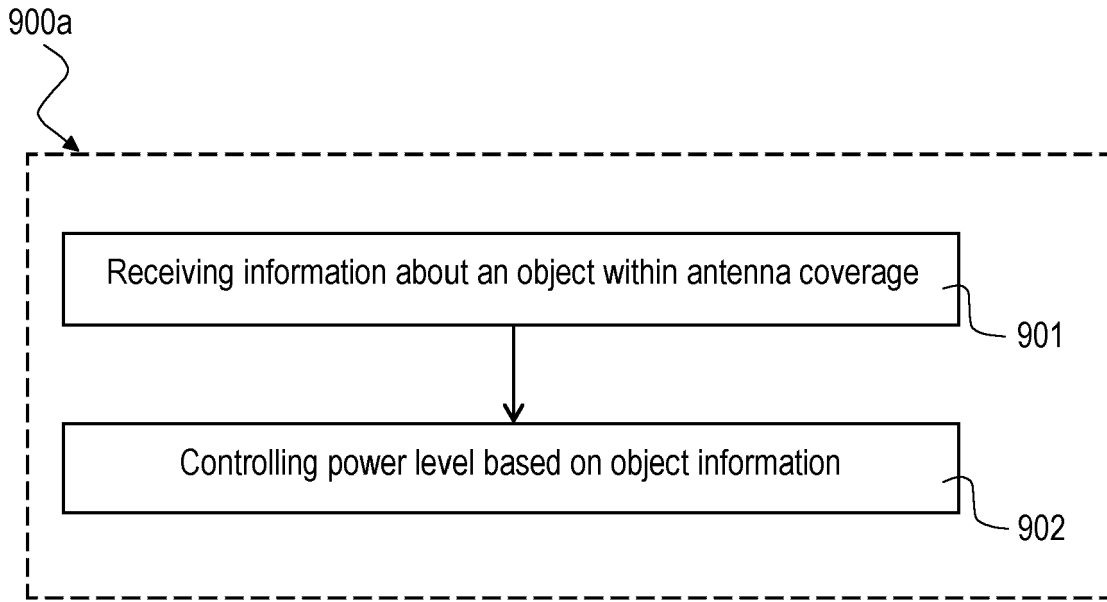 900a
Receiving information about an object within antenna coverage
901
Controlling power level based on object information
902